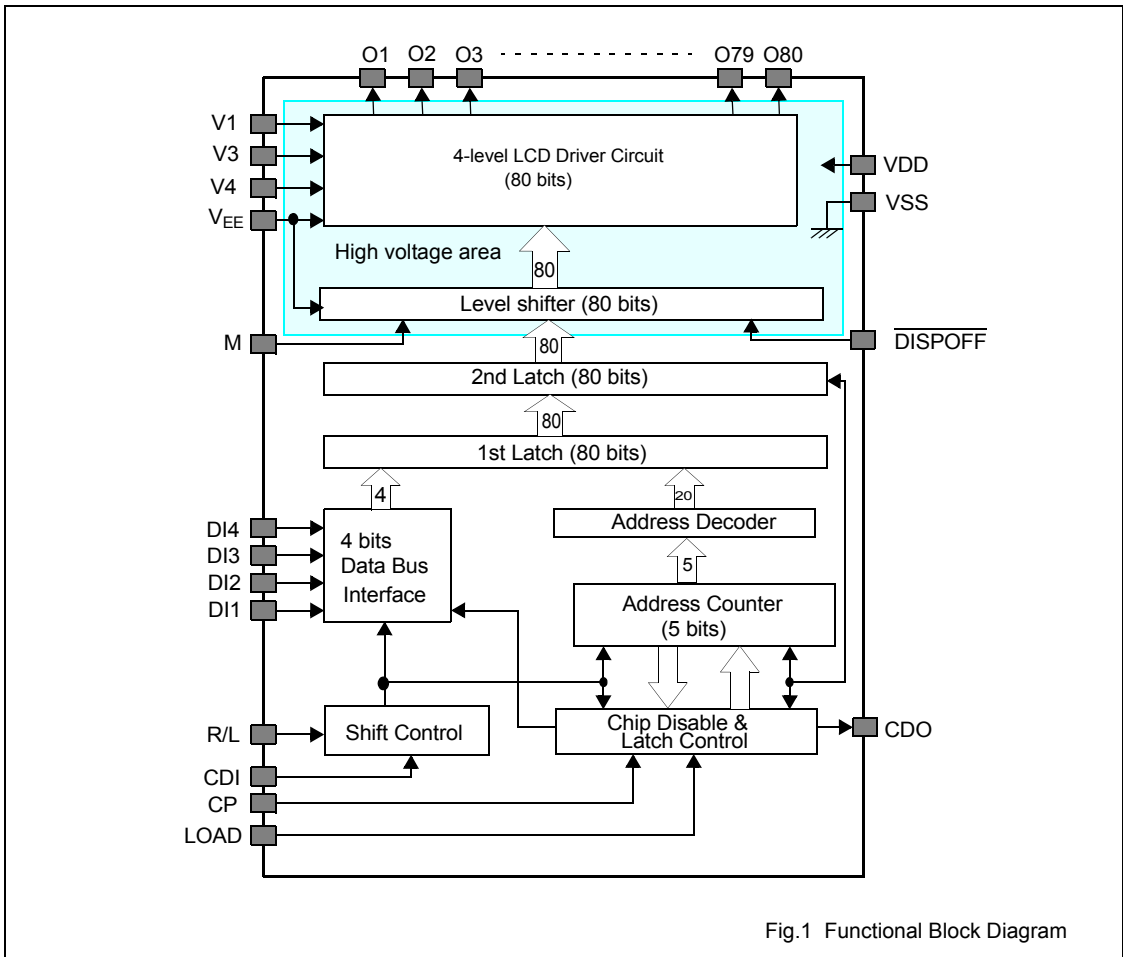 O1 O2 O3 O79 O80
V1
V3
V4
VEE
4-level LCD Driver Circuit
(80 bits)
VDD
VSS
High voltage area
80
Level shifter (80 bits)
M
DISPOFF
80
2nd Latch (80 bits)
80
1st Latch (80 bits)
4
20
DI4
DI3
DI2
DI1
4 bits
Data Bus
Interface
Address Decoder
5
Address Counter
(5 bits)
R/L
Shift Control
Chip Disable &
Latch Control
CDO
CDI
CP
LOAD
Fig.1 Functional Block Diagram